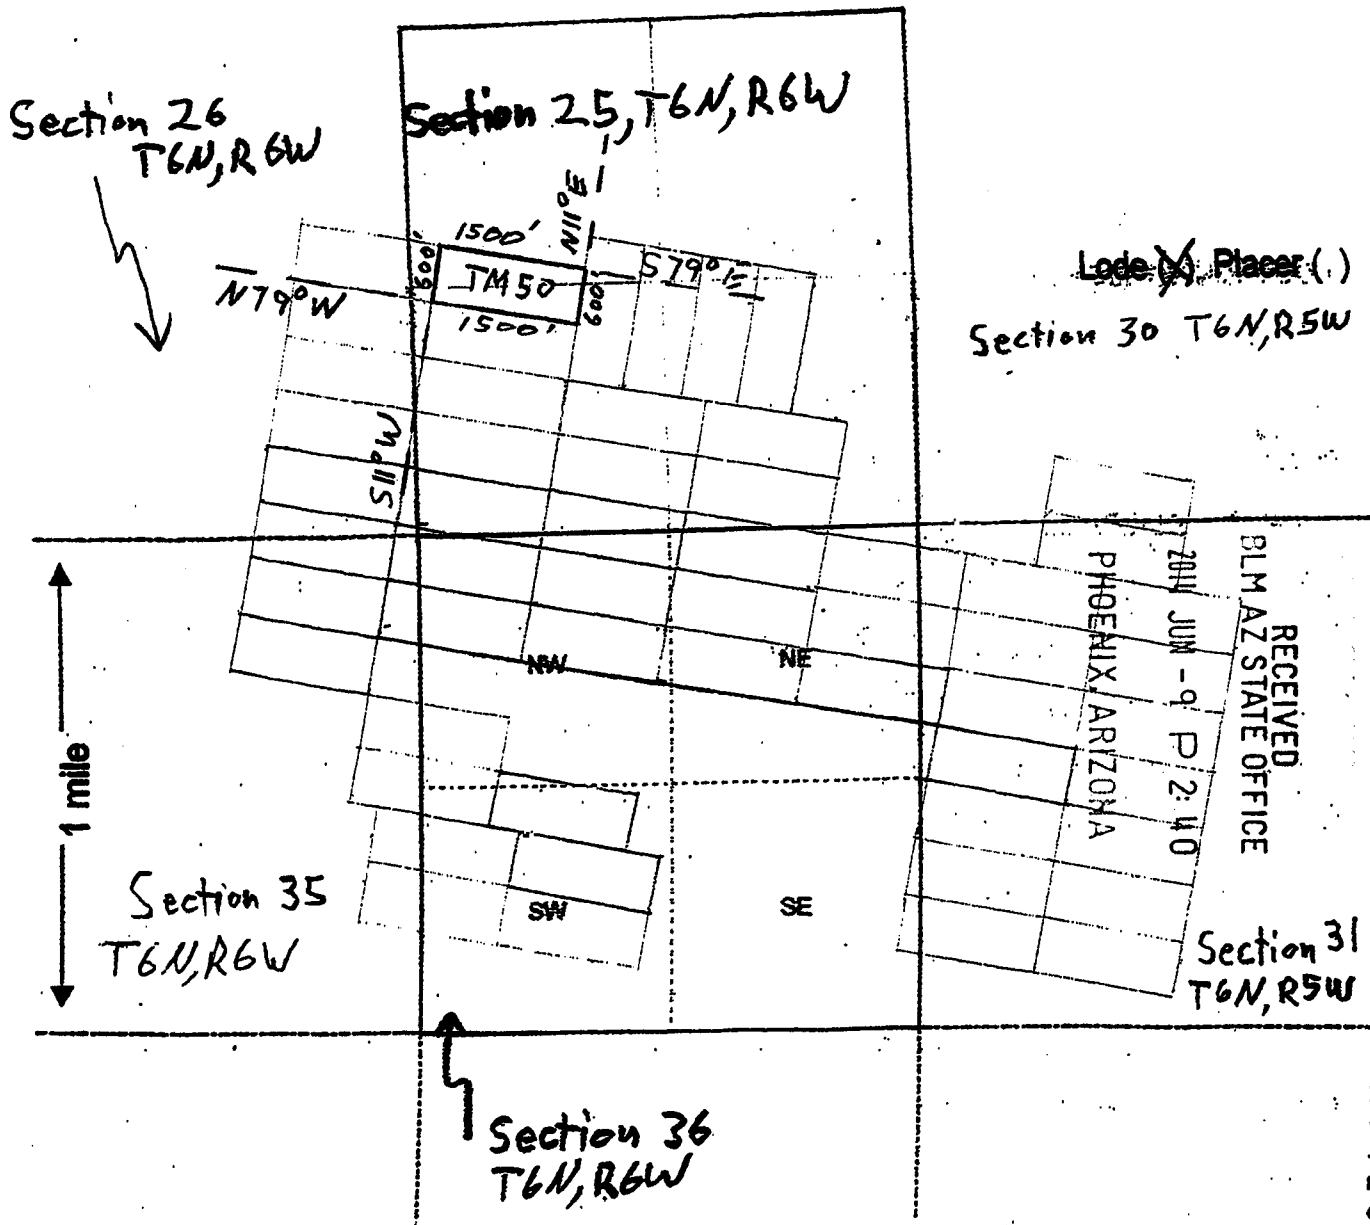 Section 26
T6N, R6W
Section 25, T6N, R6W
N11°E
1500'
600'
TM50
600'
1500'
S79°E
N79°W
S11°W
Lode (X) Placer ( )
Section 30 T6N, R5W
RECEIVED
BLM AZ STATE OFFICE
2014 JUN -9 P 2:40
PHOENIX, ARIZONA
NW
NE
1 mile
SW
SE
Section 35
T6N, R6W
Section 31
T6N, R5W
Section 36
T6N, R6W